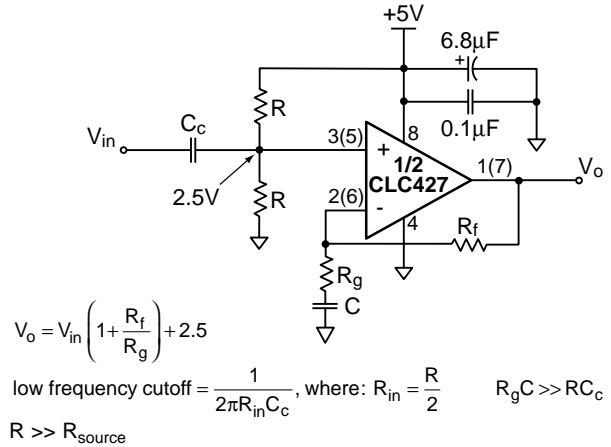 +5V
6.8μF
+
R
Cc
Vin
0.1μF
3(5)
8
+
1/2
1(7)
Vo
CLC427
2.5V
R
2(6)
-
4
Rf
Rg
C
Vo = Vin (1+ Rf/Rg) + 2.5
low frequency cutoff = 1/(2πRinCc), where: Rin = R/2 RgC >> RCc
R >> Rsource